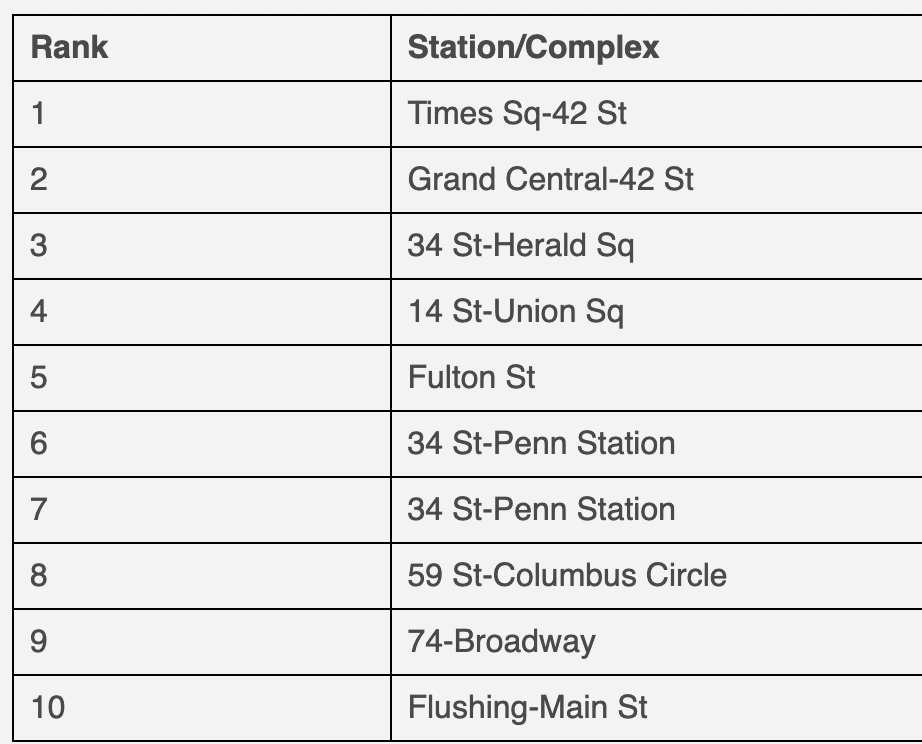 Rank Station/Complex
1 Times Sq-42 St
2 Grand Central-42 St
3 34 St-Herald Sq
4 14 St-Union Sq
5 Fulton St
6 34 St-Penn Station
7 34 St-Penn Station
8 59 St-Columbus Circle
9 74-Broadway
10 Flushing-Main St